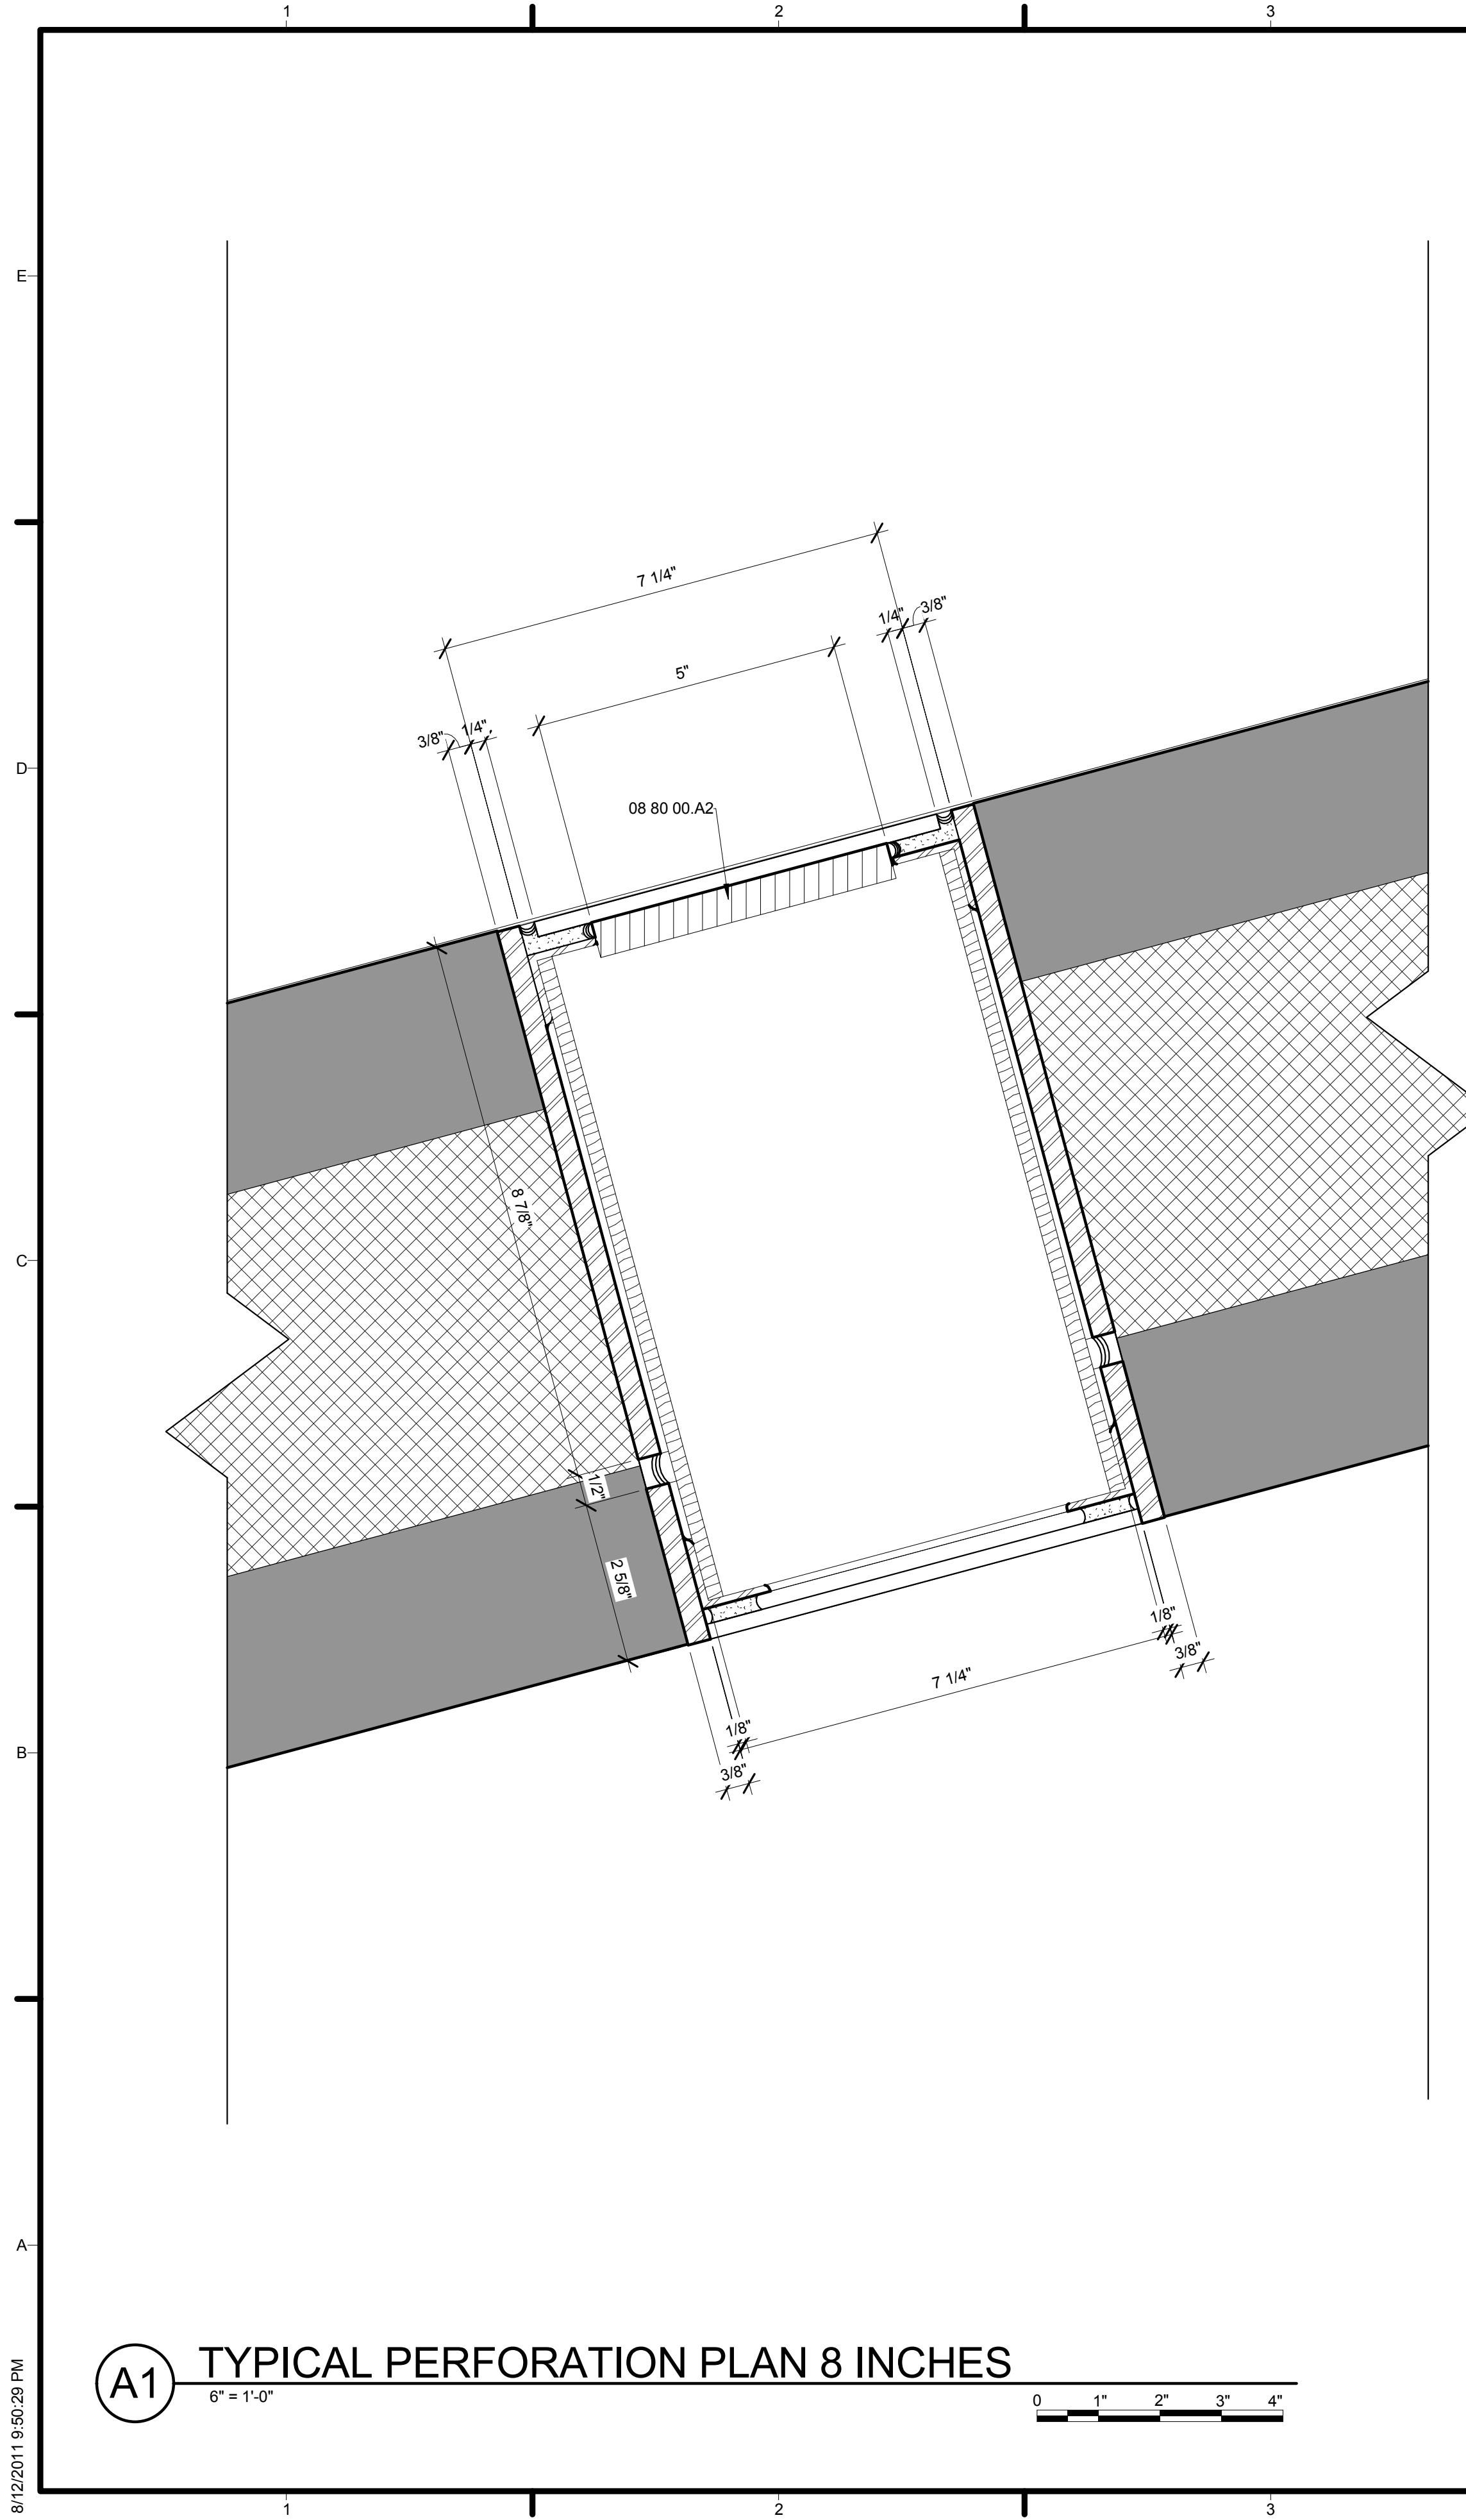 1 2 3
E
7 1/4"
1/4" 3/8"
5"
3/8" 1/4"
D
08 80 00.A2
8 7/8"
C
1/2"
2 5/8"
1/8"
3/8"
7 1/4"
1/8"
B
3/8"
A
A1
TYPICAL PERFORATION PLAN 8 INCHES
6" = 1'-0"
0 1" 2" 3" 4"
8/12/2011 9:50:29 PM
1 2 3